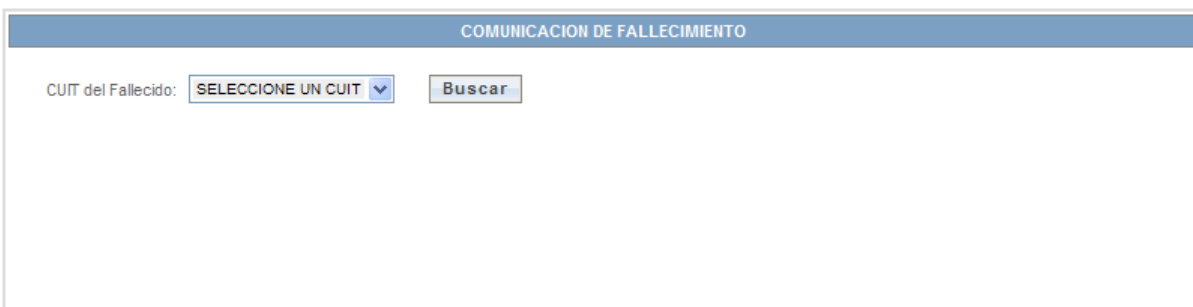 COMUNICACION DE FALLECIMIENTO
CUIT del Fallecido: SELECCIONE UN CUIT Buscar